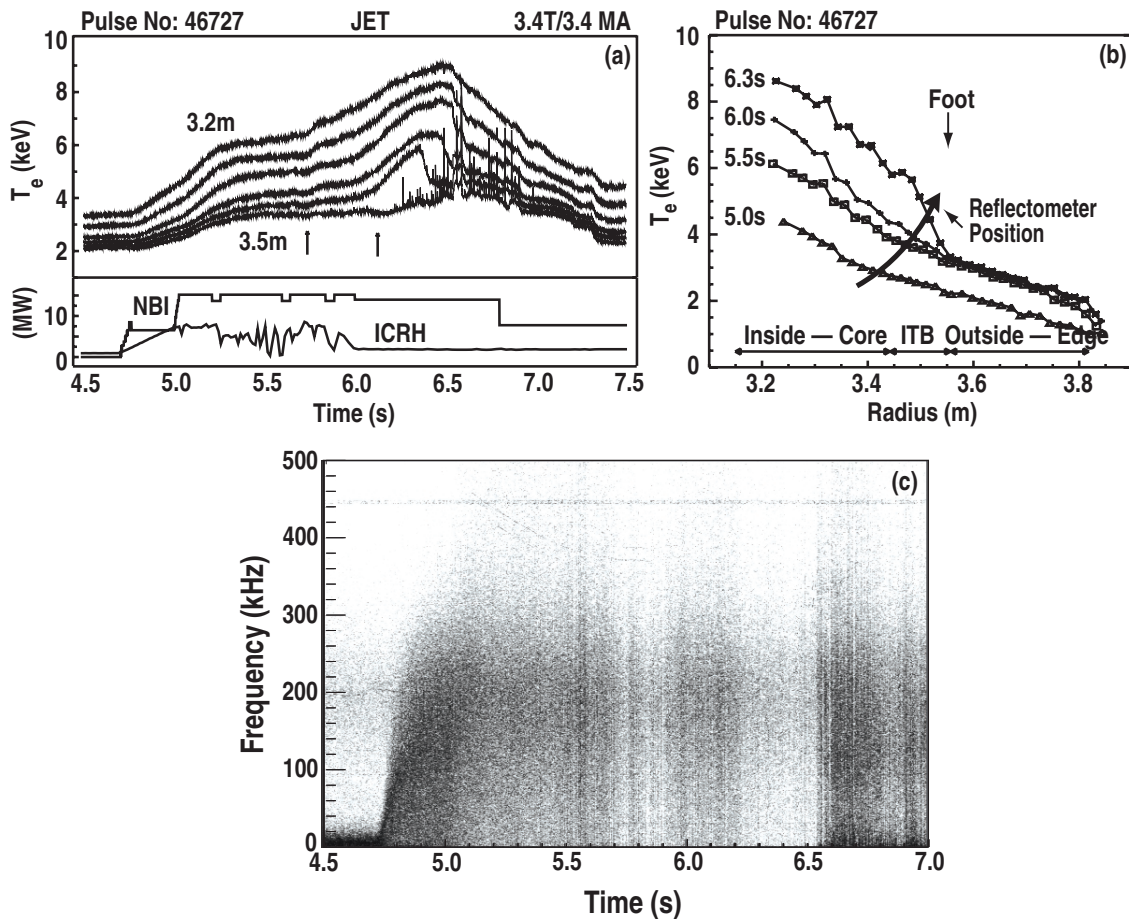 Pulse No: 46727 JET 3.4T/3.4 MA
(a)
10
8
6
4
2
T_e (keV)
3.2m
3.5m
(MW)
10
0
NBI
ICRH
4.5 5.0 5.5 6.0 6.5 7.0 7.5
Time (s)
Pulse No: 46727
(b)
10
8
6
4
2
0
T_e (keV)
6.3s
6.0s
5.5s
5.0s
Foot
Reflectometer
Position
Inside — Core ITB Outside — Edge
3.2 3.4 3.6 3.8
Radius (m)
(c)
500
400
300
200
100
0
Frequency (kHz)
4.5 5.0 5.5 6.0 6.5 7.0
Time (s)